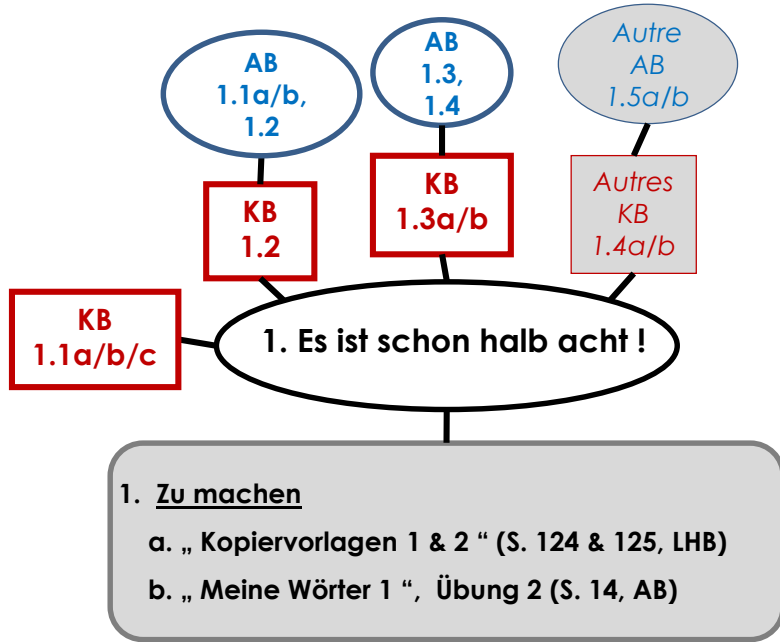 AB
1.1a/b,
1.2
AB
1.3,
1.4
Autre
AB
1.5a/b
KB
1.2
KB
1.3a/b
Autres
KB
1.4a/b
KB
1.1a/b/c
1. Es ist schon halb acht !
1. Zu machen
a. „ Kopiervorlagen 1 & 2 “ (S. 124 & 125, LHB)
b. „ Meine Wörter 1 “, Übung 2 (S. 14, AB)